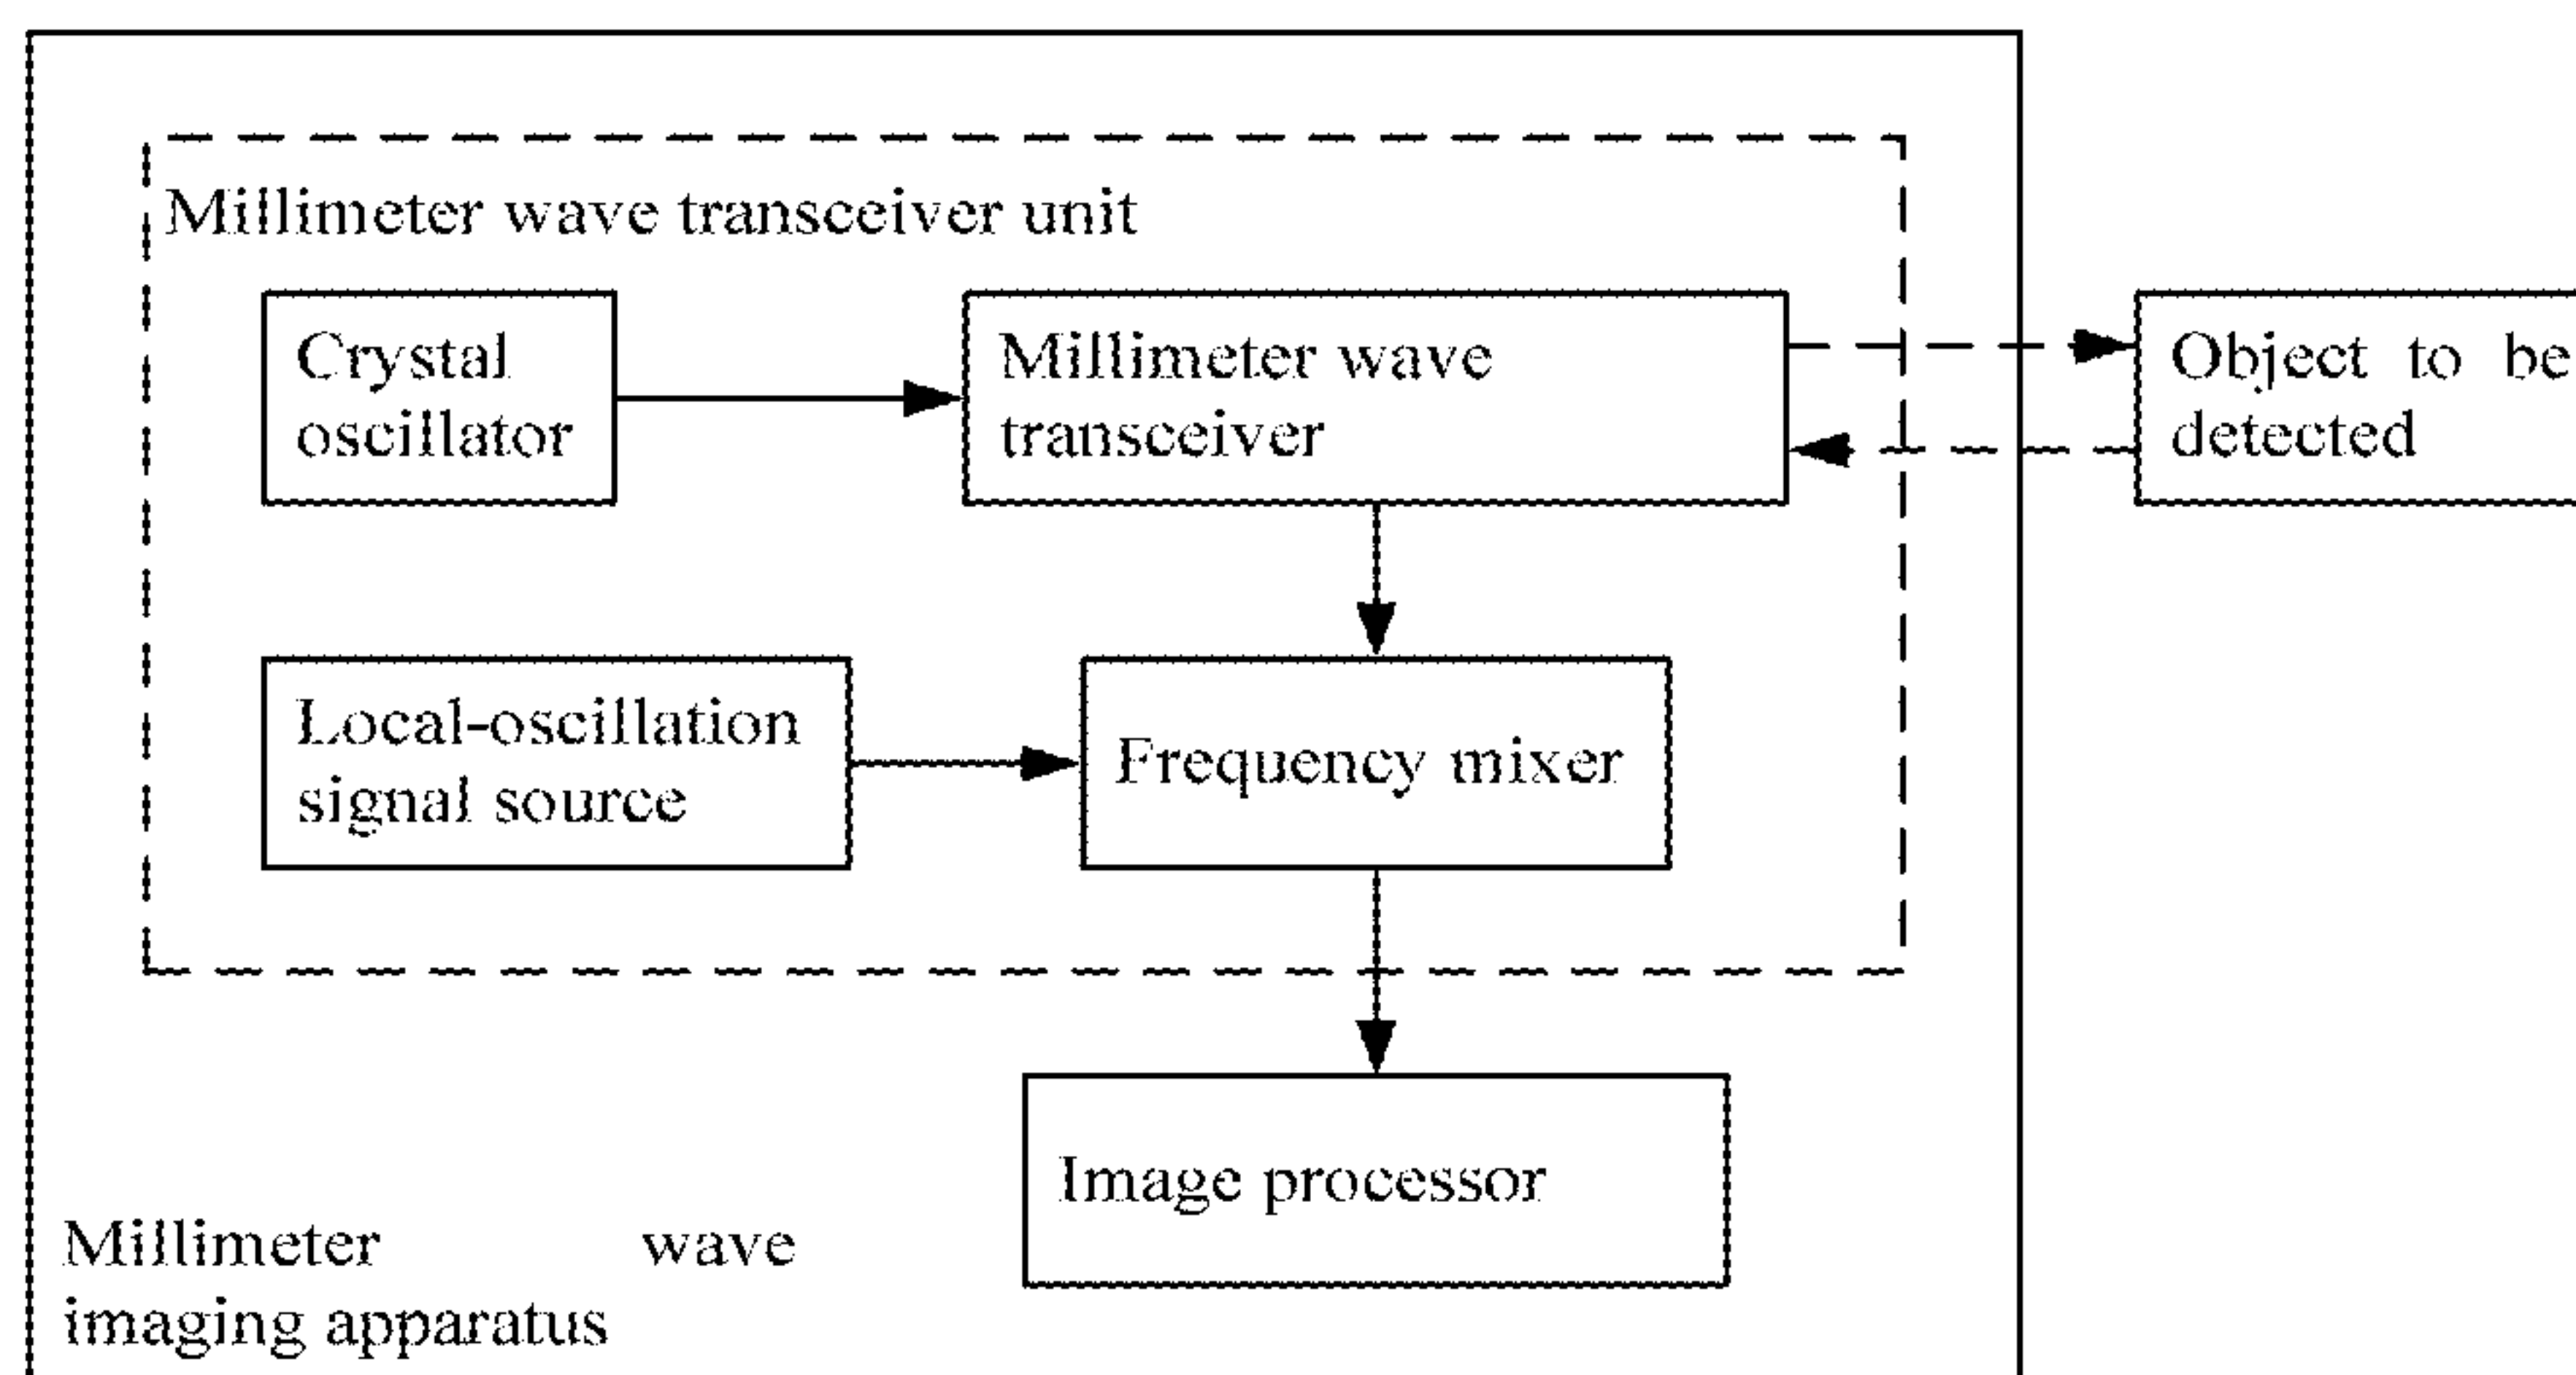 Millimeter wave transceiver unit
Crystal
oscillator
Millimeter wave
transceiver
Object to be
detected
Local-oscillation
signal source
Frequency mixer
Image processor
Millimeter wave
imaging apparatus